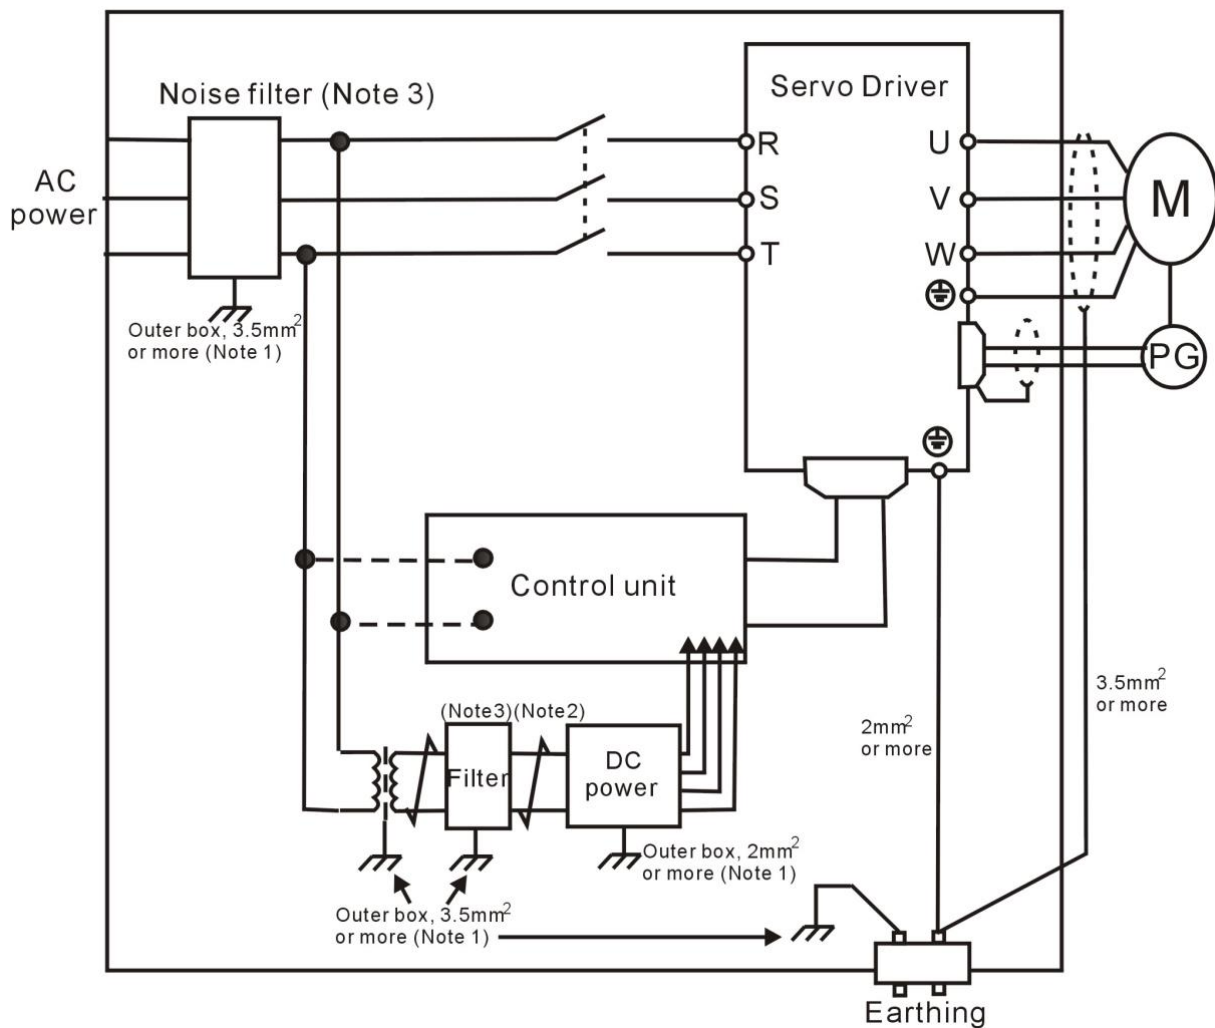 Noise filter (Note 3)
Servo Driver
AC
power
R
S
T
U
V
W
M
PG
Outer box, 3.5mm²
or more (Note 1)
Control unit
(Note3)(Note2)
Filter
DC
power
2mm²
or more
3.5mm²
or more
Outer box, 2mm²
or more (Note 1)
Outer box, 3.5mm²
or more (Note 1)
Earthing